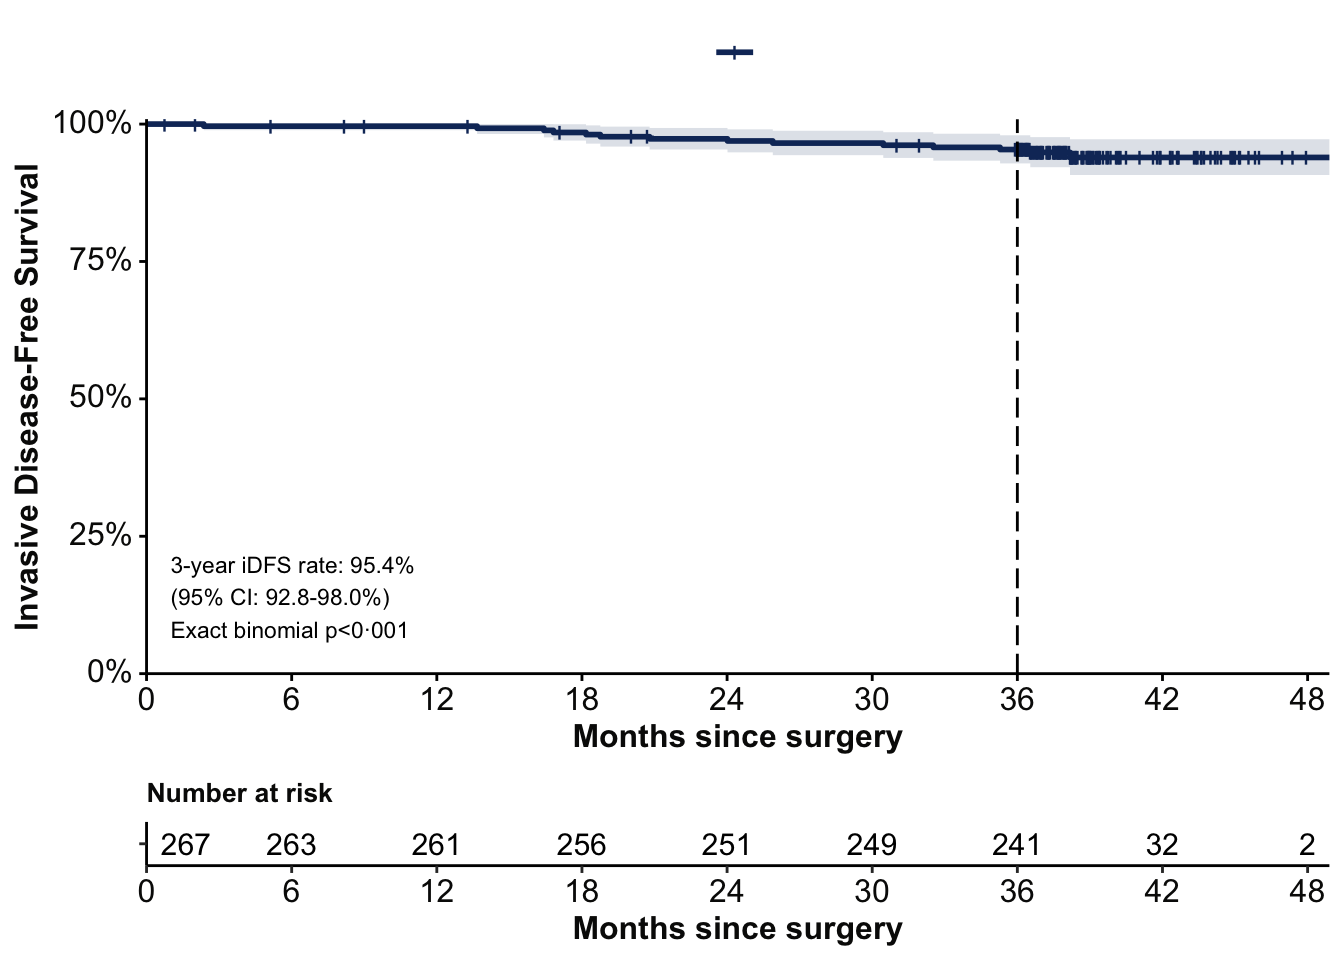 100%
75%
50%
25%
0%
Invasive Disease-Free Survival
3-year iDFS rate: 95.4%
(95% CI: 92.8-98.0%)
Exact binomial p<0·001
0 6 12 18 24 30 36 42 48
Months since surgery
Number at risk
267 263 261 256 251 249 241 32 2
0 6 12 18 24 30 36 42 48
Months since surgery